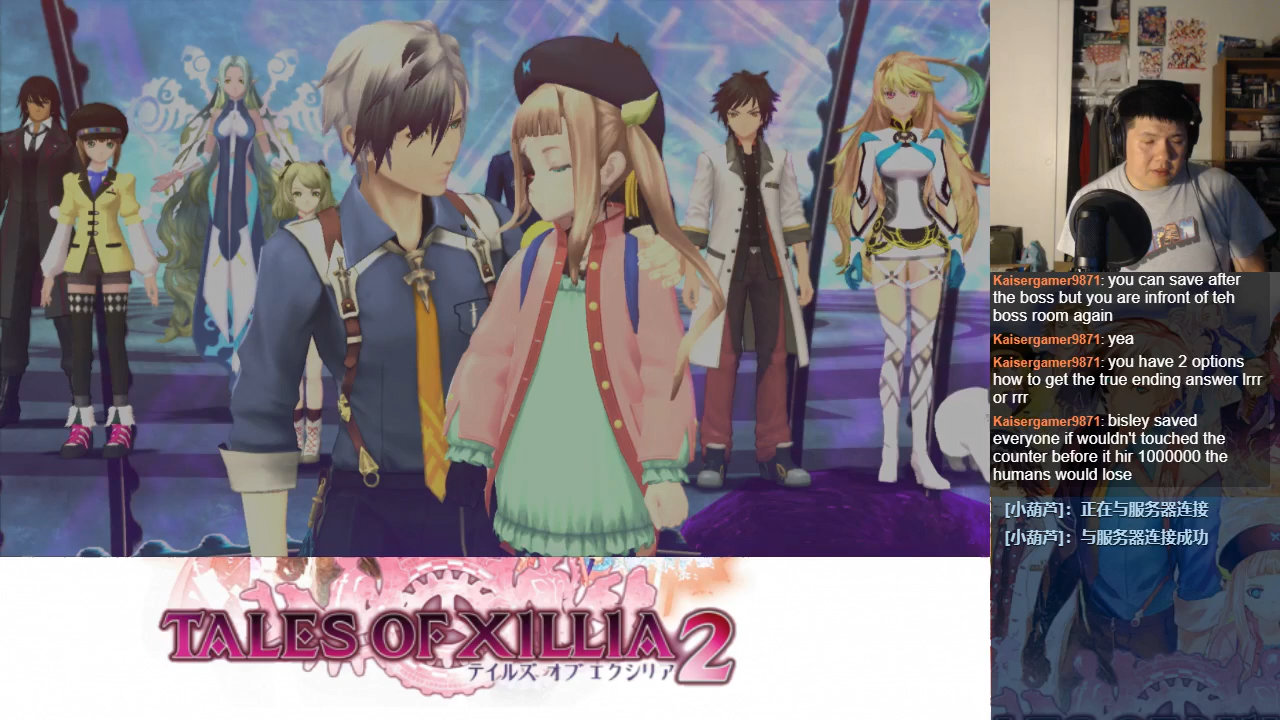 Kaisergamer9871: you can save after
the boss but you are infront of teh
boss room again
Kaisergamer9871: yea
Kaisergamer9871: you have 2 options
how to get the true ending answer lrrr
or rrr
Kaisergamer9871: bisley saved
everyone if wouldn't touched the
counter before it hir 1000000 the
humans would lose
[小葫芦]：正在与服务器连接
[小葫芦]：与服务器连接成功
TALES OF XILLIA 2
テイルズ オブ エクシリア